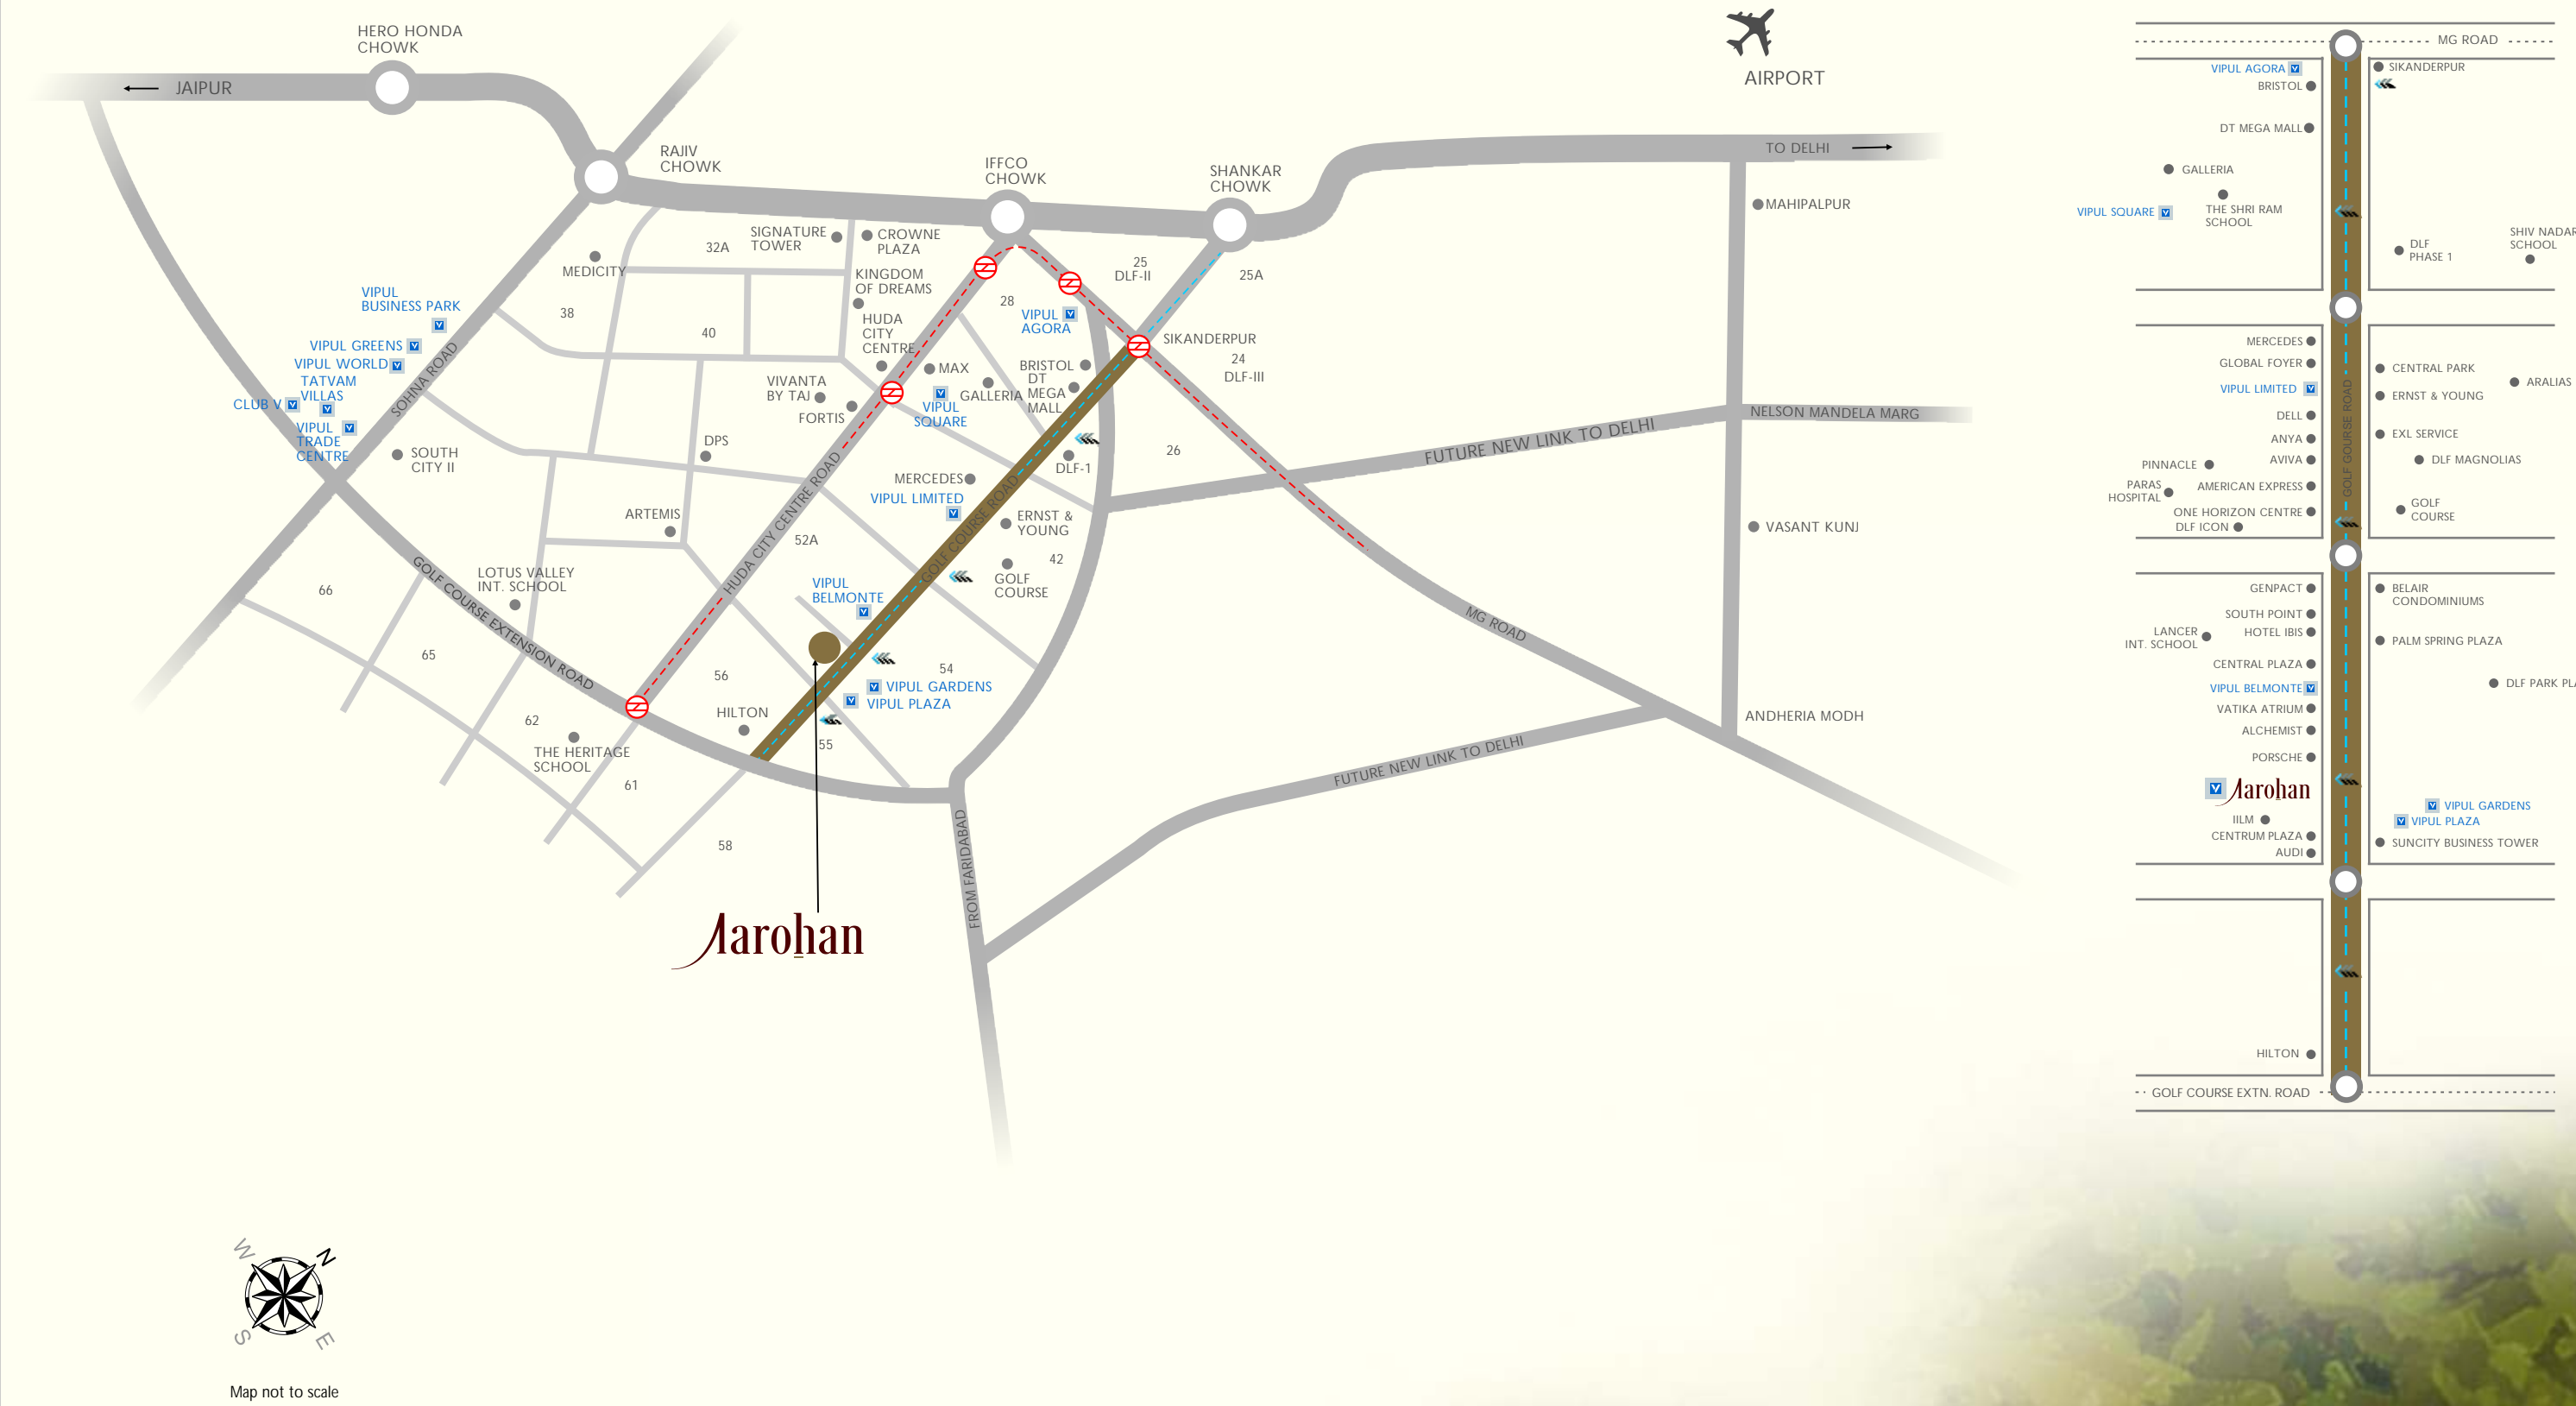 HERO HONDA
CHOWK
JAIPUR
RAJIV
CHOWK
IFFCO
CHOWK
SHANKAR
CHOWK
AIRPORT
TO DELHI
MAHIPALPUR
32A
SIGNATURE
TOWER
CROWNE
PLAZA
MEDICITY
KINGDOM
OF DREAMS
25
DLF-II
25A
28
VIPUL
BUSINESS PARK
38
40
HUDA
CITY
CENTRE
VIPUL
AGORA
SIKANDERPUR
24
DLF-III
VIPUL GREENS
VIPUL WORLD
TATVAM
VILLAS
CLUB V
VIPUL
TRADE
CENTRE
SOHNA ROAD
MAX
BRISTOL
DT
MEGA
MALL
VIVANTA
BY TAJ
FORTIS
GALLERIA
VIPUL
SQUARE
NELSON MANDELA MARG
FUTURE NEW LINK TO DELHI
SOUTH
CITY II
DPS
26
DLF-1
MERCEDES
VIPUL LIMITED
HUDA CITY CENTRE ROAD
GOLF COURSE ROAD
ARTEMIS
52A
ERNST &
YOUNG
42
VASANT KUNJ
GOLF COURSE EXTENSION ROAD
LOTUS VALLEY
INT. SCHOOL
VIPUL
BELMONTE
GOLF
COURSE
66
65
MG ROAD
56
54
VIPUL GARDENS
VIPUL PLAZA
HILTON
55
62
THE HERITAGE
SCHOOL
61
ANDHERIA MODH
FUTURE NEW LINK TO DELHI
58
FROM FARIDABAD
Aarohan
W
N
S
E
Map not to scale
MG ROAD
VIPUL AGORA
SIKANDERPUR
BRISTOL
DT MEGA MALL
GALLERIA
VIPUL SQUARE
THE SHRI RAM
SCHOOL
DLF
PHASE 1
SHIV NADAR
SCHOOL
MERCEDES
GLOBAL FOYER
VIPUL LIMITED
DELL
ANYA
AVIVA
PINNACLE
PARAS
HOSPITAL
AMERICAN EXPRESS
ONE HORIZON CENTRE
DLF ICON
GOLF GOURSE ROAD
CENTRAL PARK
ARALIAS
ERNST & YOUNG
EXL SERVICE
DLF MAGNOLIAS
GOLF
COURSE
GENPACT
SOUTH POINT
LANCER
INT. SCHOOL
HOTEL IBIS
CENTRAL PLAZA
VIPUL BELMONTE
VATIKA ATRIUM
ALCHEMIST
PORSCHE
Aarohan
IILM
CENTRUM PLAZA
AUDI
BELAIR
CONDOMINIUMS
PALM SPRING PLAZA
DLF PARK PLA
VIPUL GARDENS
VIPUL PLAZA
SUNCITY BUSINESS TOWER
HILTON
GOLF COURSE EXTN. ROAD